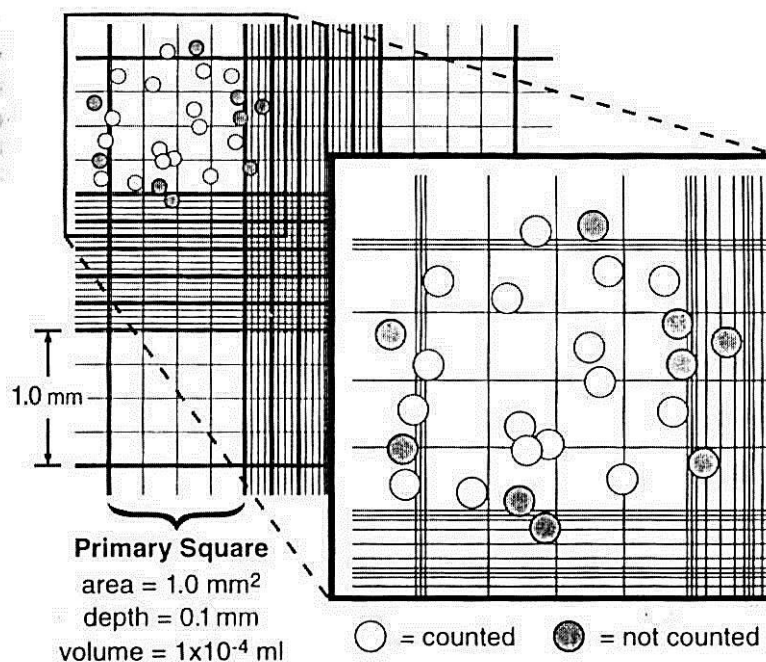 1.0 mm
Primary Square
area = 1.0 mm²
depth = 0.1 mm
volume = 1x10⁻⁴ ml
= counted
= not counted